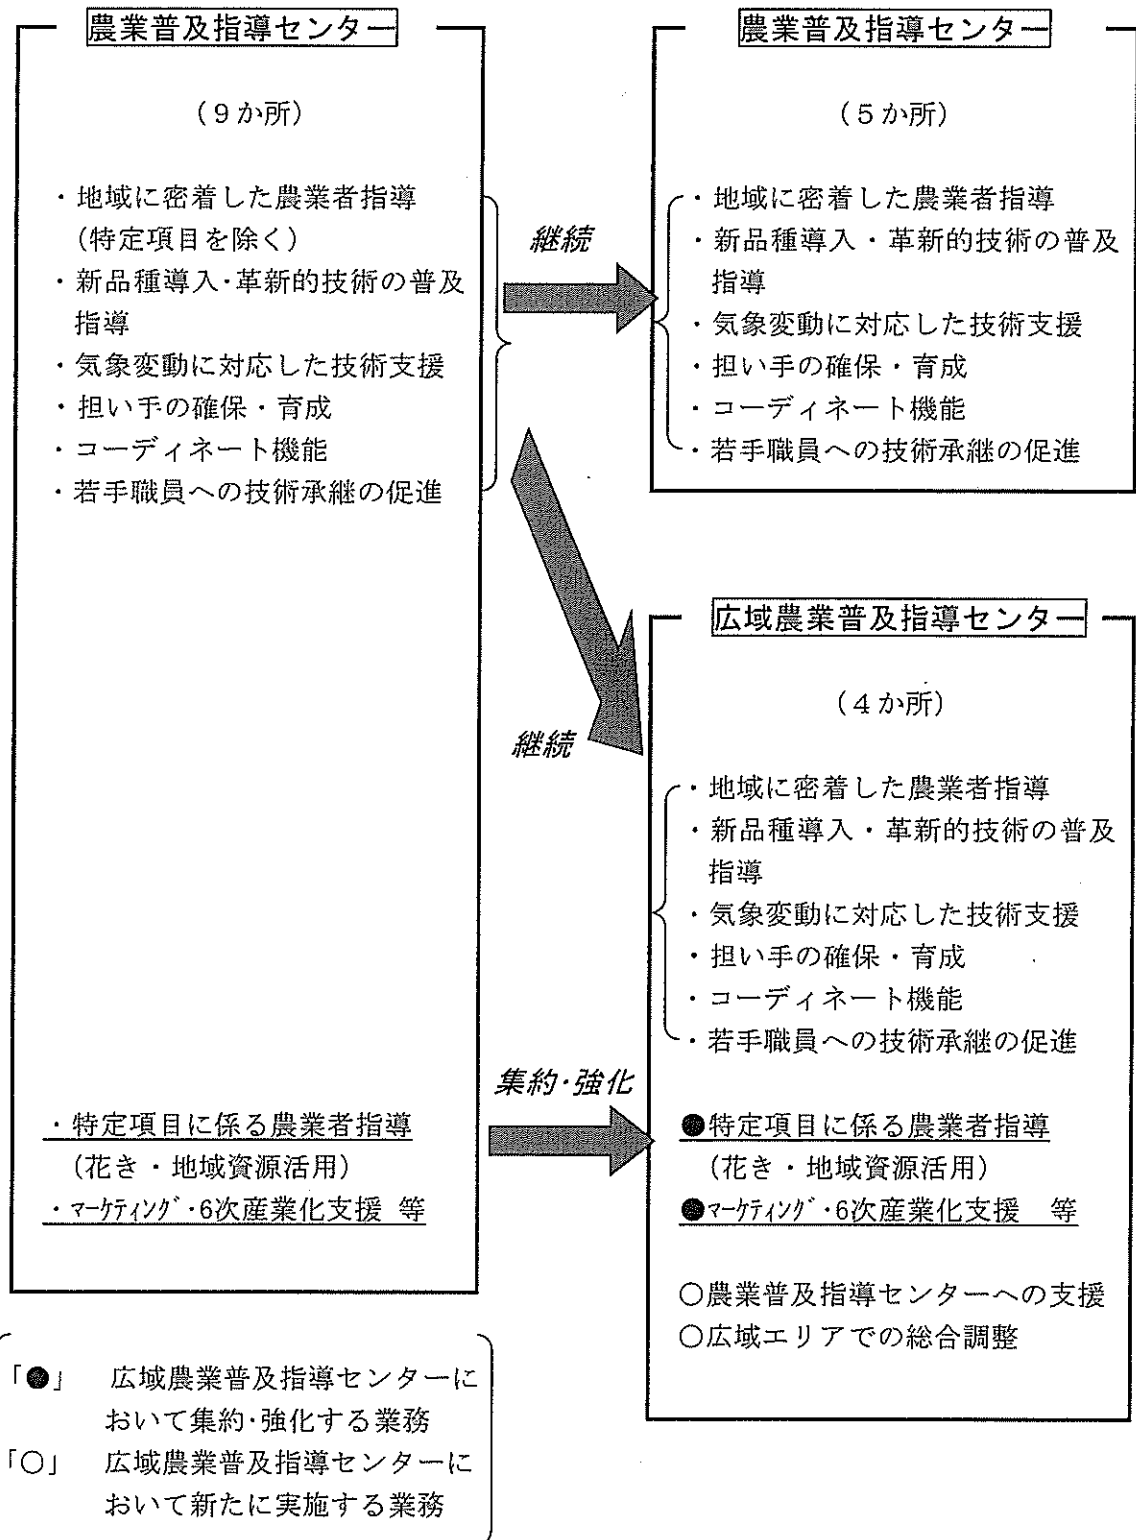 農業普及指導センター
(9か所)
・地域に密着した農業者指導
(特定項目を除く)
・新品種導入・革新的技術の普及
指導
・気象変動に対応した技術支援
・担い手の確保・育成
・コーディネート機能
・若手職員への技術承継の促進
・特定項目に係る農業者指導
(花き・地域資源活用)
・マーケティング・6次産業化支援 等
継続
継続
集約・強化
農業普及指導センター
(5か所)
・地域に密着した農業者指導
・新品種導入・革新的技術の普及
指導
・気象変動に対応した技術支援
・担い手の確保・育成
・コーディネート機能
・若手職員への技術承継の促進
広域農業普及指導センター
(4か所)
・地域に密着した農業者指導
・新品種導入・革新的技術の普及
指導
・気象変動に対応した技術支援
・担い手の確保・育成
・コーディネート機能
・若手職員への技術承継の促進
●特定項目に係る農業者指導
(花き・地域資源活用)
●マーケティング・6次産業化支援 等
○農業普及指導センターへの支援
○広域エリアでの総合調整
「●」 広域農業普及指導センターに
おいて集約・強化する業務
「○」 広域農業普及指導センターに
おいて新たに実施する業務